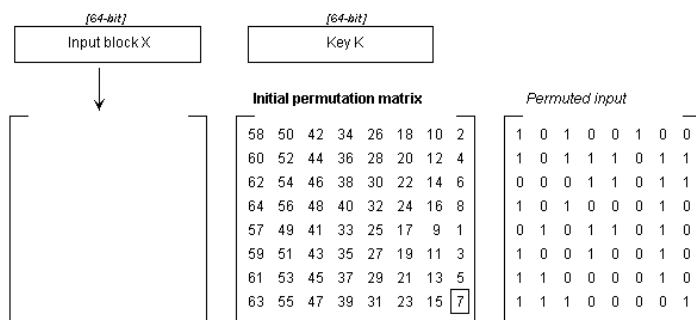 [64-bit] [64-bit]
Input block X Key K
Initial permutation matrix Permuted input
58 50 42 34 26 18 10 2 1 0 1 0 0 1 0 0
60 52 44 36 28 20 12 4 1 0 1 1 1 0 1 1
62 54 46 38 30 22 14 6 0 0 0 1 1 0 1 1
64 56 48 40 32 24 16 8 1 0 1 0 0 0 1 0
57 49 41 33 25 17 9 1 0 1 0 1 1 0 1 0
59 51 43 35 27 19 11 3 1 0 0 1 0 1 0 0
61 53 45 37 29 21 13 5 1 1 0 0 0 0 1 0
63 55 47 39 31 23 15 7 1 1 1 0 0 0 0 1